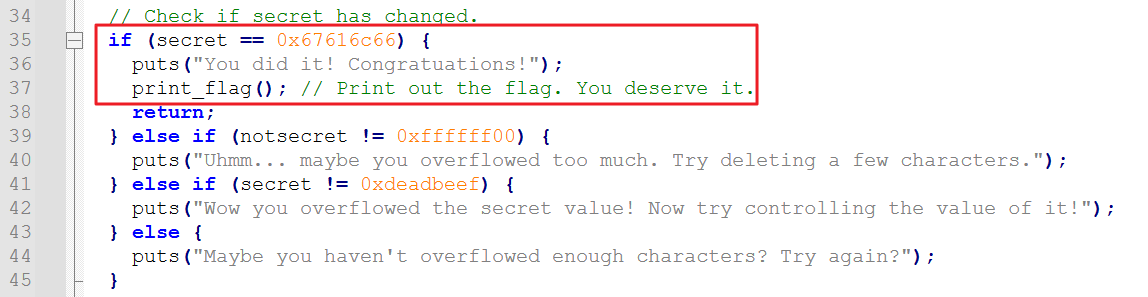 34 // Check if secret has changed.
35 if (secret == 0x67616c66) {
36 puts("You did it! Congratuations!");
37 print_flag(); // Print out the flag. You deserve it.
38 return;
39 } else if (notsecret != 0xffffff00) {
40 puts("Uhmm... maybe you overflowed too much. Try deleting a few characters.");
41 } else if (secret != 0xdeadbeef) {
42 puts("Wow you overflowed the secret value! Now try controlling the value of it!");
43 } else {
44 puts("Maybe you haven't overflowed enough characters? Try again?");
45 }